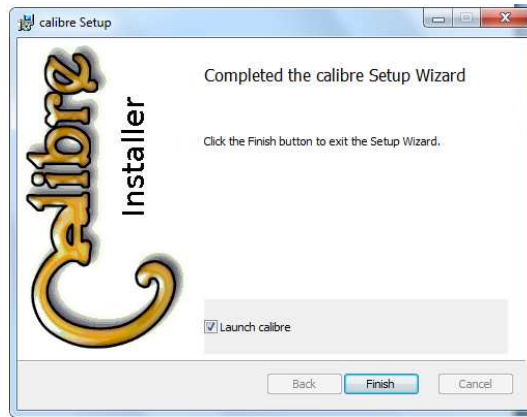 calibre Setup
Calibre
Installer
Completed the calibre Setup Wizard
Click the Finish button to exit the Setup Wizard.
Launch calibre
Back
Finish
Cancel